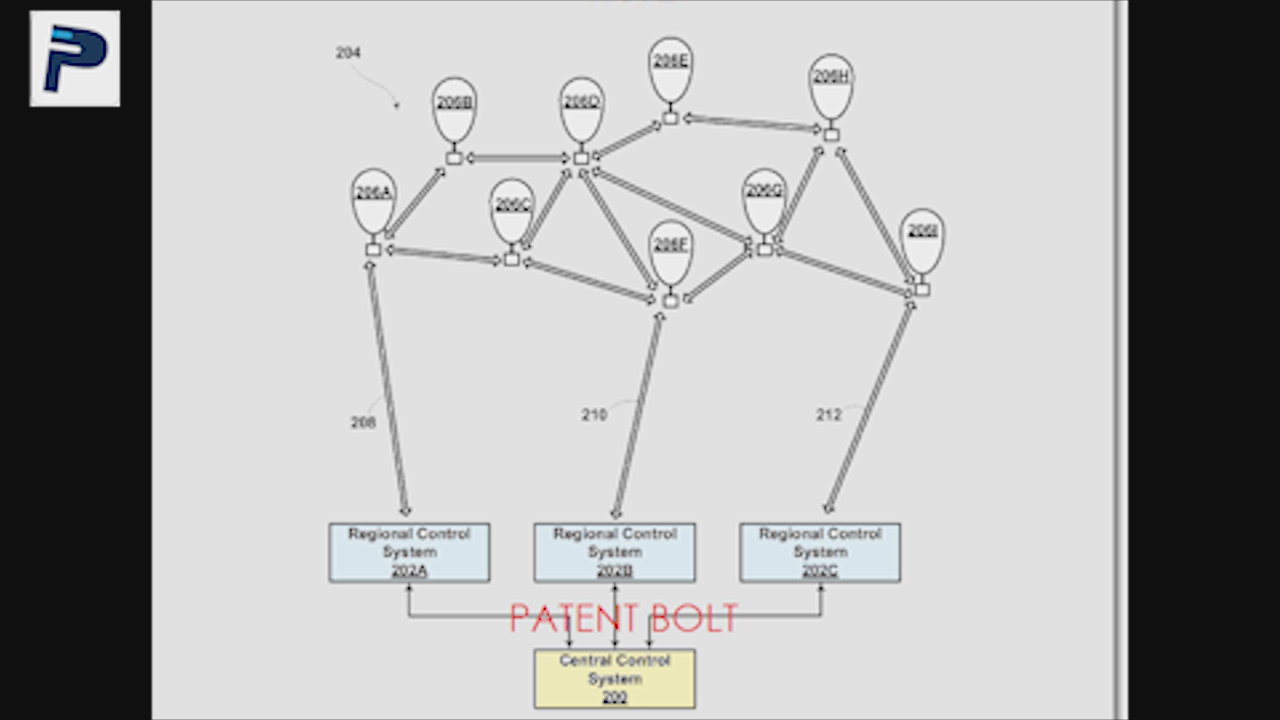 204
206E
206H
206B
206D
206A
206C
206G
206F
206I
208
210
212
Regional Control
System
202A
Regional Control
System
202B
Regional Control
System
202C
PATENT BOLT
Central Control
System
200